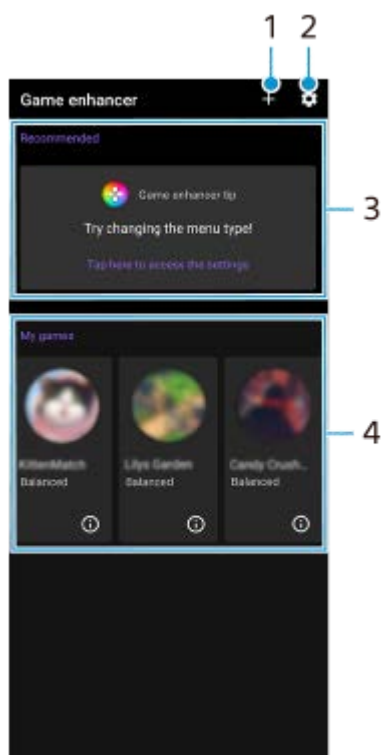 1 2
Game enhancer
Recommended
Game enhancer tip
Try changing the menu type!
Tap here to access the settings
3
My games
KittenMatch
Lilys Garden
Candy Crush...
Balanced
Balanced
Balanced
4